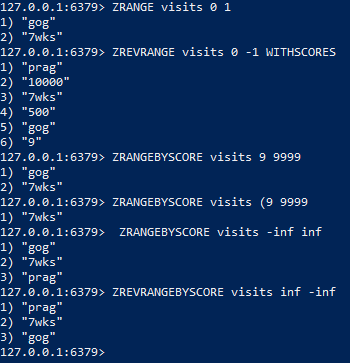 127.0.0.1:6379> ZRANGE visits 0 1
1) "gog"
2) "7wks"
127.0.0.1:6379> ZREVRANGE visits 0 -1 WITHSCORES
1) "prag"
2) "10000"
3) "7wks"
4) "500"
5) "gog"
6) "9"
127.0.0.1:6379> ZRANGEBYSCORE visits 9 9999
1) "gog"
2) "7wks"
127.0.0.1:6379> ZRANGEBYSCORE visits (9 9999
1) "7wks"
127.0.0.1:6379>  ZRANGEBYSCORE visits -inf inf
1) "gog"
2) "7wks"
3) "prag"
127.0.0.1:6379> ZREVRANGEBYSCORE visits inf -inf
1) "prag"
2) "7wks"
3) "gog"
127.0.0.1:6379>